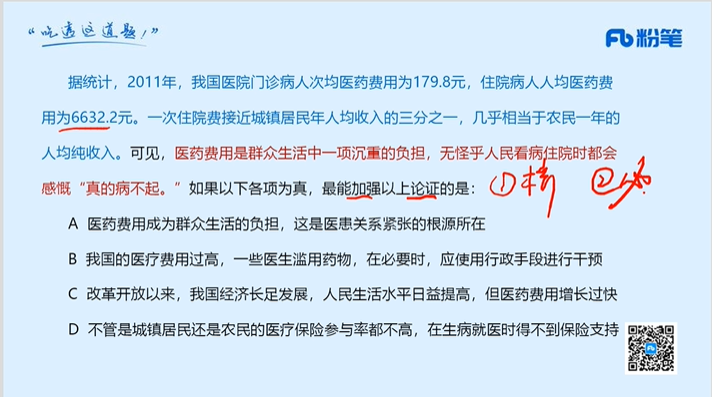 “吃透这道题！”
粉笔
据统计，2011年，我国医院门诊病人次均医药费用为179.8元，住院病人人均医药费
用为6632.2元。一次住院费接近城镇居民年人均收入的三分之一，几乎相当于农民一年的
人均纯收入。可见，医药费用是群众生活中一项沉重的负担，无怪乎人民看病住院时都会
感慨“真的病不起。”如果以下各项为真，最能加强以上论证的是：①桥 ②必
A 医药费用成为群众生活的负担，这是医患关系紧张的根源所在
B 我国的医疗费用过高，一些医生滥用药物，在必要时，应使用行政手段进行干预
C 改革开放以来，我国经济长足发展，人民生活水平日益提高，但医药费用增长过快
D 不管是城镇居民还是农民的医疗保险参与率都不高，在生病就医时得不到保险支持